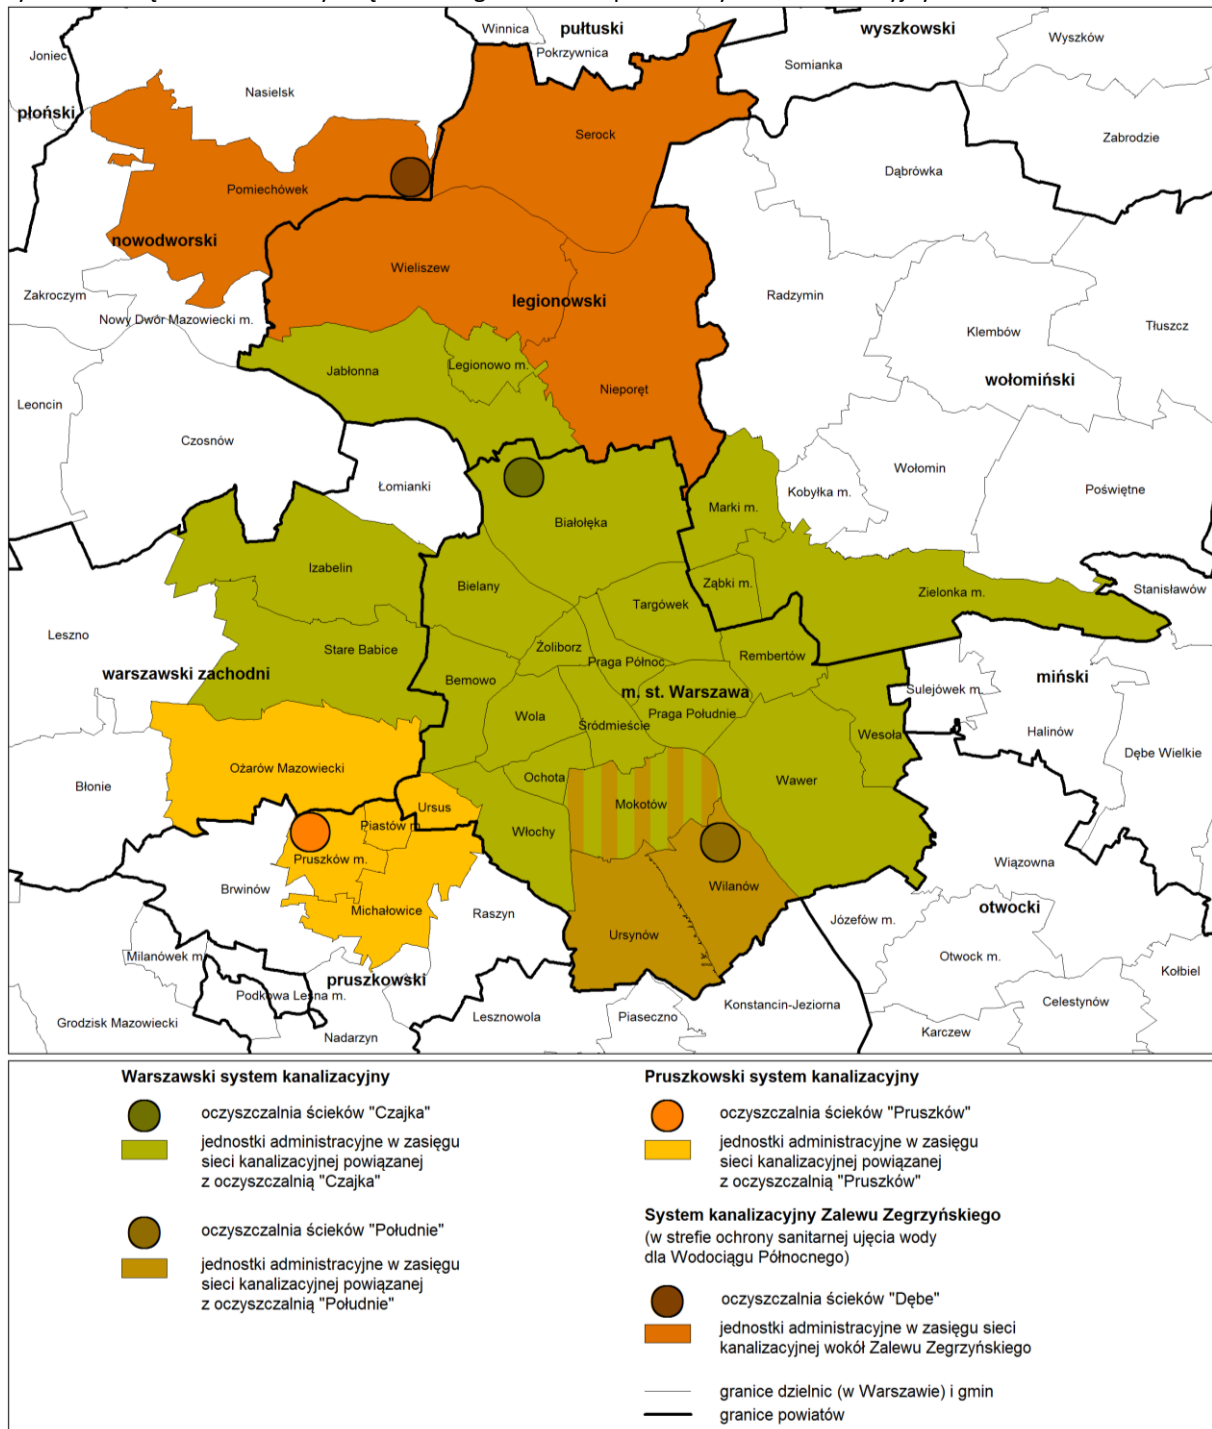 Winnica
pułtuski
wyszkowski
Wyszków
Joniec
Pokrzywnica
Somianka
Nasielsk
płoński
Serock
Zabrodzie
Dąbrówka
Pomiechówek
nowodworski
Wieliszew
legionowski
Zakroczym
Radzymin
Nowy Dwór Mazowiecki m.
Klembów
Tłuszcz
Jabłonna
Legionowo m.
wołomiński
Nieporęt
Leoncin
Czosnów
Wołomin
Łomianki
Kobyłka m.
Poświętne
Marki m.
Białołęka
Izabelin
Bielany
Ząbki m.
Zielonka m.
Stanisławów
Targówek
Leszno
Stare Babice
Żoliborz
Rembertów
Praga Północ
warszawski zachodni
Bemowo
m. st. Warszawa
miński
Sulejówek m.
Wola
Praga Południe
Śródmieście
Wesoła
Halinów
Dębe Wielkie
Ożarów Mazowiecki
Ochota
Wawer
Błonie
Ursus
Mokotów
Piastów m.
Włochy
Pruszków m.
Wiązowna
Brwinów
Wilanów
Michałowice
Raszyn
Józefów m.
otwocki
Ursynów
Milanówek m.
Otwock m.
Kołbiel
pruszkowski
Podkowa Leśna m.
Konstancin-Jeziorna
Celestynów
Grodzisk Mazowiecki
Lesznowola
Piaseczno
Nadarzyn
Karczew
Warszawski system kanalizacyjny
oczyszczalnia ścieków "Czajka"
jednostki administracyjne w zasięgu
sieci kanalizacyjnej powiązanej
z oczyszczalnią "Czajka"
oczyszczalnia ścieków "Południe"
jednostki administracyjne w zasięgu
sieci kanalizacyjnej powiązanej
z oczyszczalnią "Południe"
Pruszkowski system kanalizacyjny
oczyszczalnia ścieków "Pruszków"
jednostki administracyjne w zasięgu
sieci kanalizacyjnej powiązanej
z oczyszczalnią "Pruszków"
System kanalizacyjny Zalewu Zegrzyńskiego
(w strefie ochrony sanitarnej ujęcia wody
dla Wodociągu Północnego)
oczyszczalnia ścieków "Dębe"
jednostki administracyjne w zasięgu sieci
kanalizacyjnej wokół Zalewu Zegrzyńskiego
granice dzielnic (w Warszawie) i gmin
granice powiatów